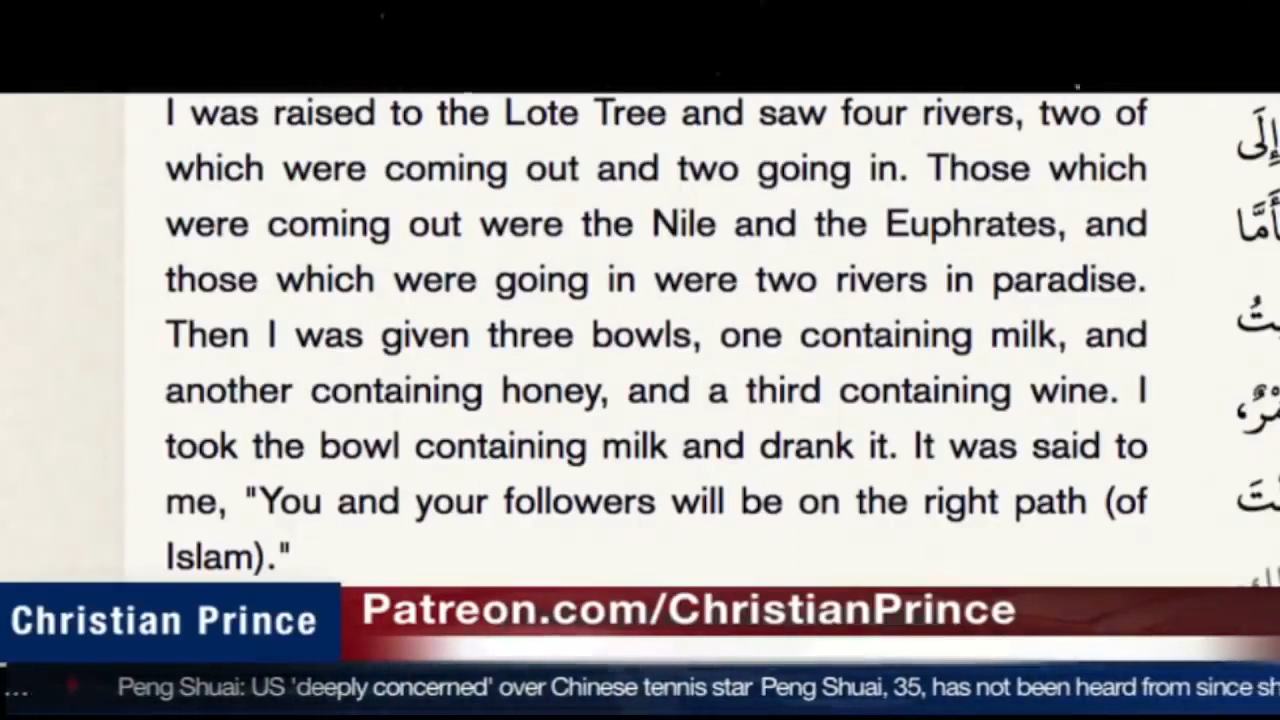 I was raised to the Lote Tree and saw four rivers, two of
which were coming out and two going in. Those which
were coming out were the Nile and the Euphrates, and
those which were going in were two rivers in paradise.
Then I was given three bowls, one containing milk, and
another containing honey, and a third containing wine. I
took the bowl containing milk and drank it. It was said to
me, "You and your followers will be on the right path (of
Islam)."
إِلَى
Christian Prince
Patreon.com/ChristianPrince
... Peng Shuai: US 'deeply concerned' over Chinese tennis star Peng Shuai, 35, has not been heard from since sh